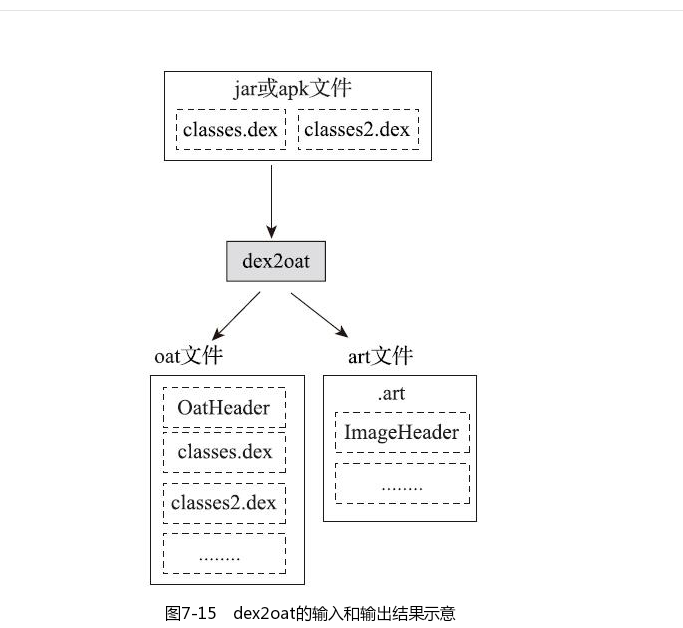 jar或apk文件
classes.dex classes2.dex
dex2oat
oat文件
OatHeader
classes.dex
classes2.dex
........
art文件
.art
ImageHeader
........
图7-15 dex2oat的输入和输出结果示意